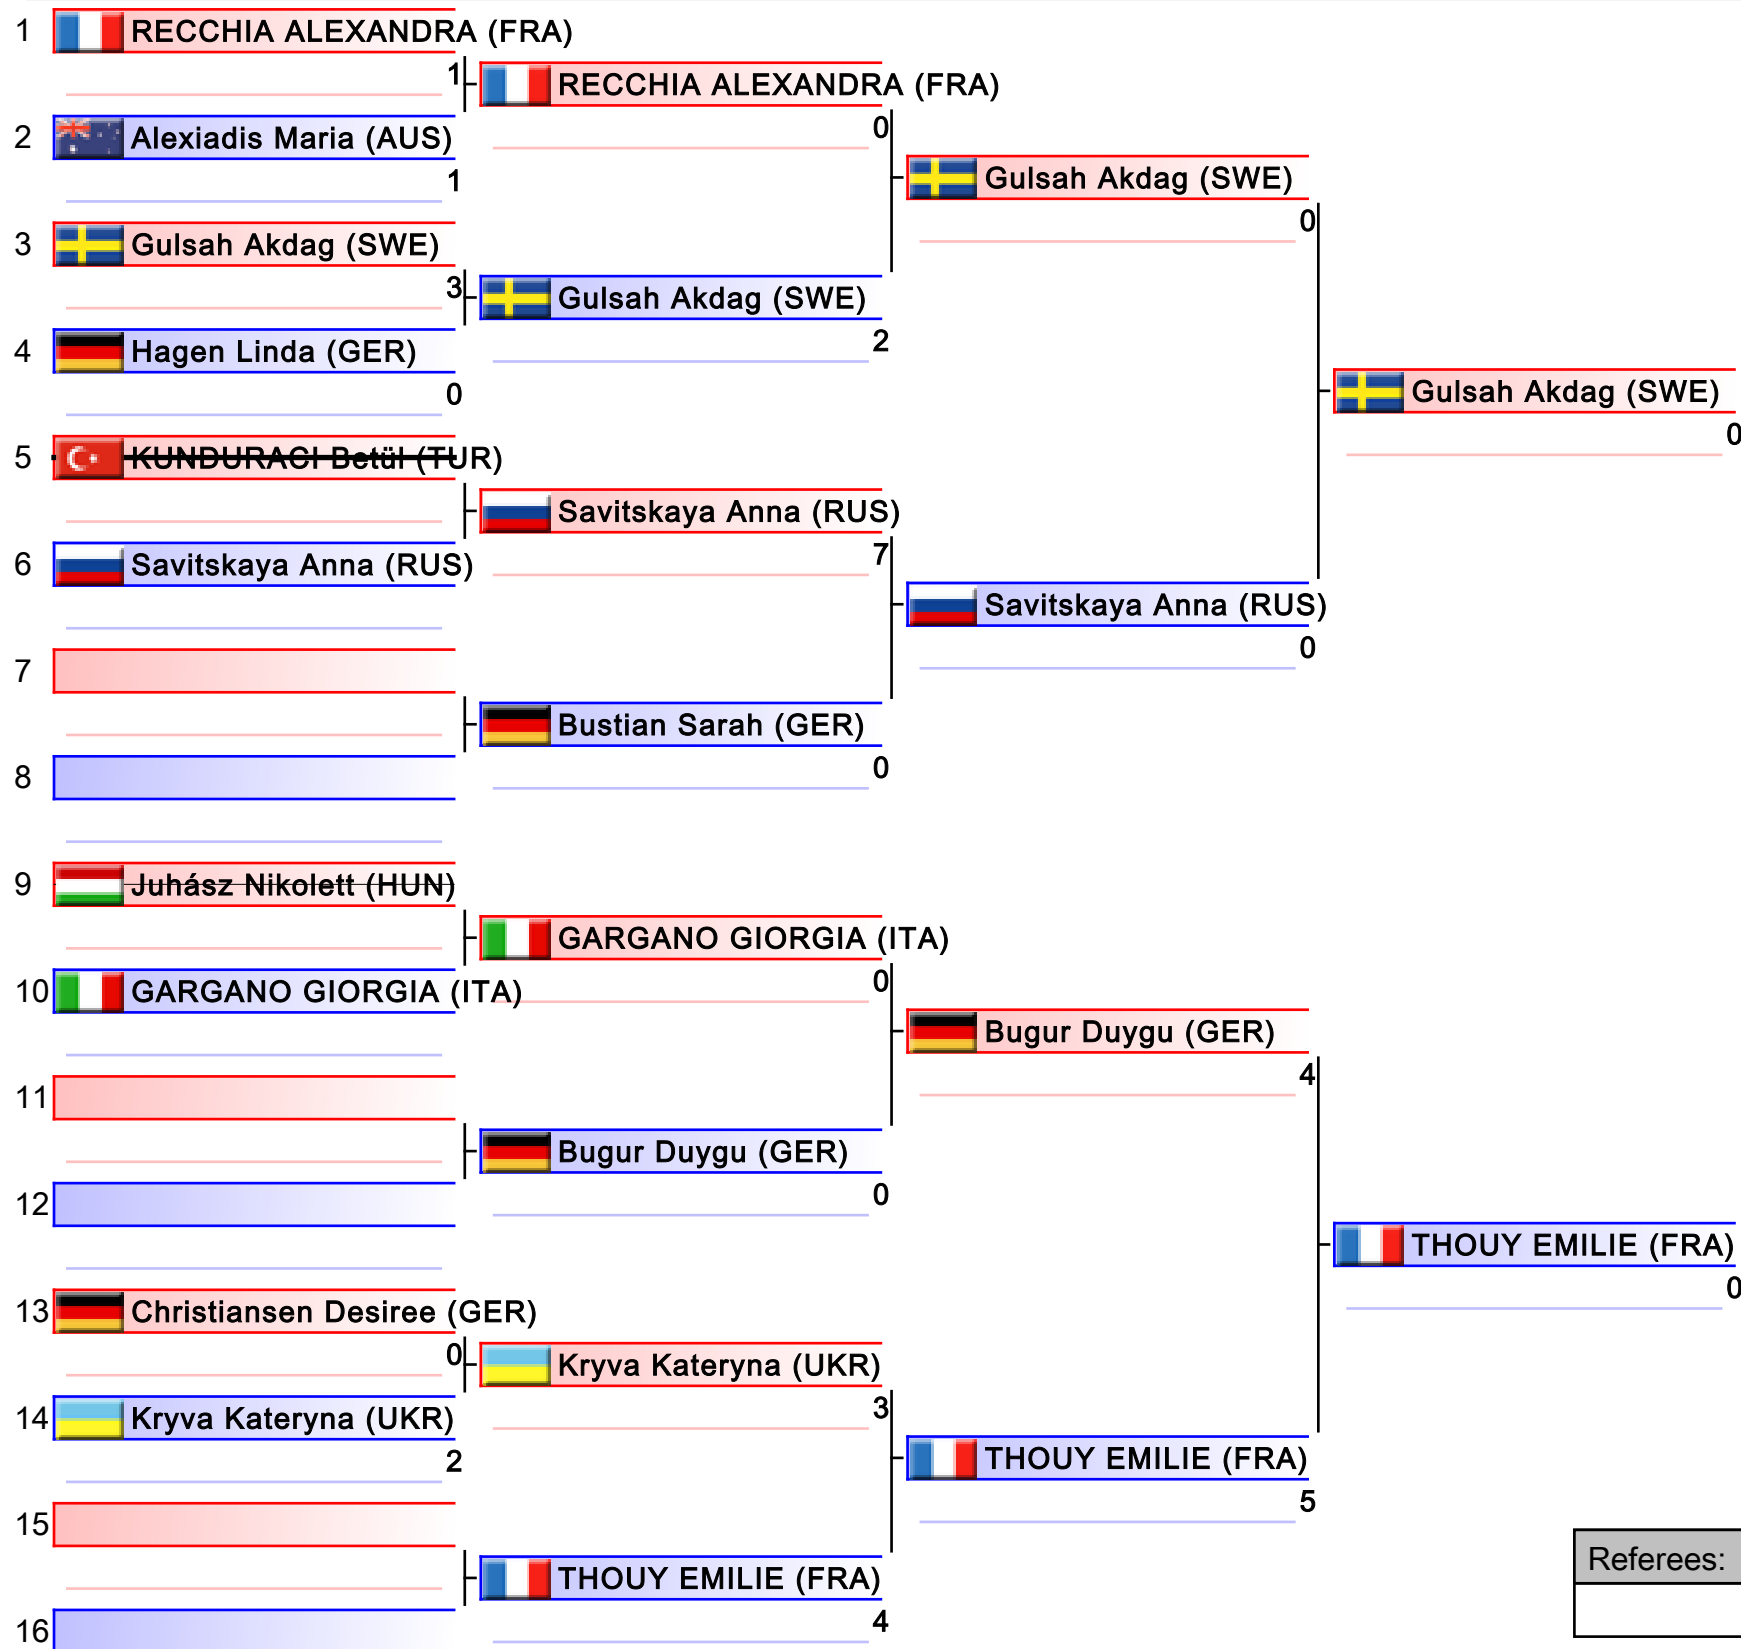 1 RECCHIA ALEXANDRA (FRA)
1
2 Alexiadis Maria (AUS)
1
3 Gulsah Akdag (SWE)
3
4 Hagen Linda (GER)
0
5 KUNDURACI Betül (TUR)
6 Savitskaya Anna (RUS)
7
8
9 Juhász Nikolett (HUN)
10 GARGANO GIORGIA (ITA)
11
12
13 Christiansen Desiree (GER)
0
14 Kryva Kateryna (UKR)
2
15
16
RECCHIA ALEXANDRA (FRA)
0
Gulsah Akdag (SWE)
2
Savitskaya Anna (RUS)
7
Bustian Sarah (GER)
0
GARGANO GIORGIA (ITA)
0
Bugur Duygu (GER)
0
Kryva Kateryna (UKR)
3
THOUY EMILIE (FRA)
4
Gulsah Akdag (SWE)
0
Savitskaya Anna (RUS)
0
Bugur Duygu (GER)
4
THOUY EMILIE (FRA)
5
Gulsah Akdag (SWE)
0
THOUY EMILIE (FRA)
0
Referees: